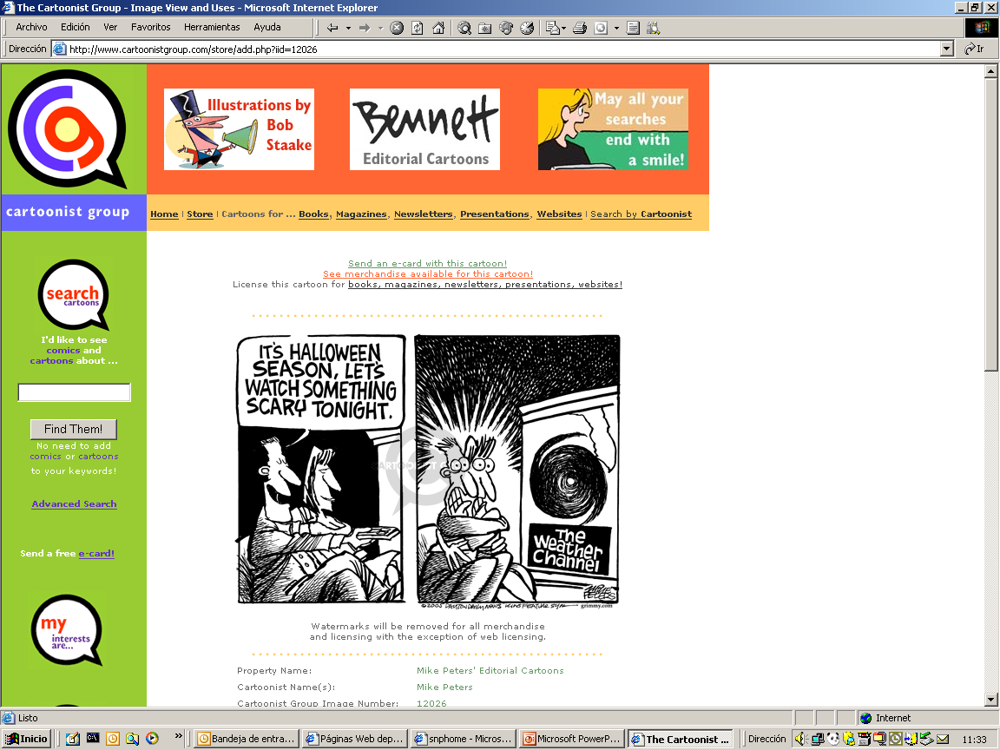 The Cartoonist Group - Image View and Uses - Microsoft Internet Explorer
Archivo Edición Ver Favoritos Herramientas Ayuda
Dirección http://www.cartoonistgroup.com/store/add.php?iid=12026 Ir
Illustrations by
Bob
Staake
Bennett
Editorial Cartoons
May all your
searches
end with
a smile!
cartoonist group
Home | Store | Cartoons for ... Books, Magazines, Newsletters, Presentations, Websites | Search by Cartoonist
Send an e-card with this cartoon!
See merchandise available for this cartoon!
License this cartoon for books, magazines, newsletters, presentations, websites!
search
cartoons
I'd like to see
comics and
cartoons about ...
Find Them!
No need to add
comics or cartoons
to your keywords!
Advanced Search
Send a free e-card!
my
interests
are...
IT'S HALLOWEEN
SEASON, LET'S
WATCH SOMETHING
SCARY TONIGHT.
The
Weather
Channel
MIKE
PETERS
©2005 DAYTON DAILY NEWS KING FEATURE SYN. grimmy.com
Watermarks will be removed for all merchandise
and licensing with the exception of web licensing.
Property Name: Mike Peters' Editorial Cartoons
Cartoonist Name(s): Mike Peters
Cartoonist Group Image Number: 12026
Listo Internet
Inicio Bandeja de entra... Páginas Web dep... snphome - Micros... Microsoft PowerP... The Cartoonist ... Dirección 11:33